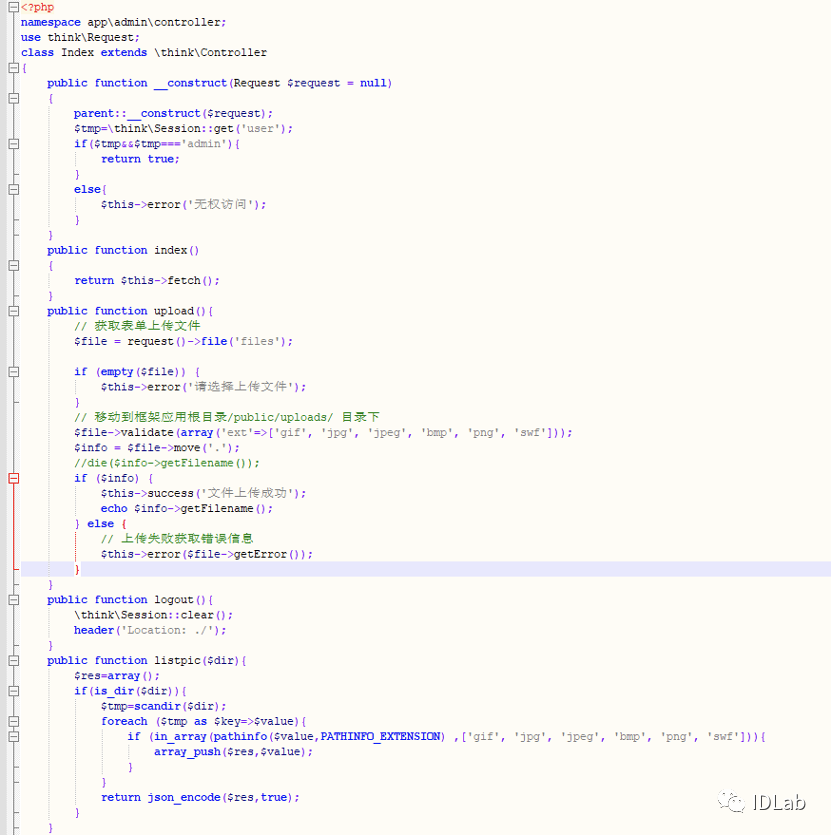 <?php
namespace app\admin\controller;
use think\Request;
class Index extends \think\Controller
{
    public function __construct(Request $request = null)
    {
        parent::__construct($request);
        $tmp=\think\Session::get('user');
        if($tmp&&$tmp==='admin'){
            return true;
        }
        else{
            $this->error('无权访问');
        }
    }
    public function index()
    {
        return $this->fetch();
    }
    public function upload(){
        // 获取表单上传文件
        $file = request()->file('files');
        if (empty($file)) {
            $this->error('请选择上传文件');
        }
        // 移动到框架应用根目录/public/uploads/ 目录下
        $file->validate(array('ext'=>['gif', 'jpg', 'jpeg', 'bmp', 'png', 'swf']));
        $info = $file->move('.');
        //die($info->getFilename());
        if ($info) {
            $this->success('文件上传成功');
            echo $info->getFilename();
        } else {
            // 上传失败获取错误信息
            $this->error($file->getError());
        }
    }
    public function logout(){
        \think\Session::clear();
        header('Location: ./');
    }
    public function listpic($dir){
        $res=array();
        if(is_dir($dir)){
            $tmp=scandir($dir);
            foreach ($tmp as $key=>$value){
                if (in_array(pathinfo($value,PATHINFO_EXTENSION) ,['gif', 'jpg', 'jpeg', 'bmp', 'png', 'swf'])){
                    array_push($res,$value);
                }
            }
            return json_encode($res,true);
        }
    }
IDLab